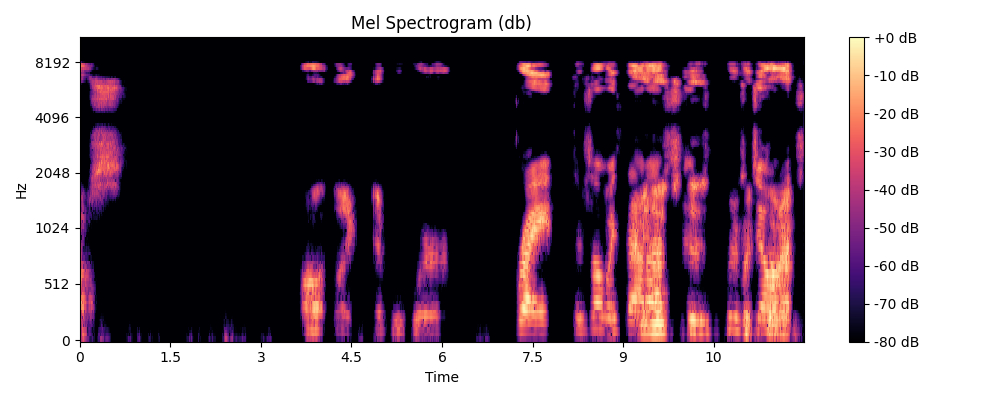 Mel Spectrogram (db)
8192
4096
2048
1024
512
0
Hz
0 1.5 3 4.5 6 7.5 9 10
Time
+0 dB
-10 dB
-20 dB
-30 dB
-40 dB
-50 dB
-60 dB
-70 dB
-80 dB